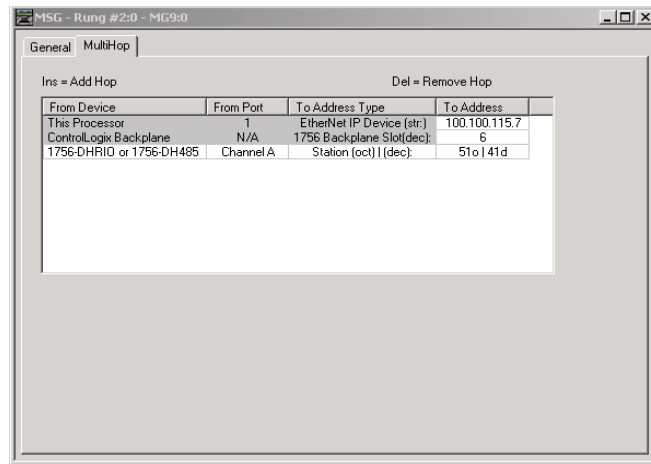 MSG - Rung #2:0 - MG9:0
General MultiHop
Ins = Add Hop Del = Remove Hop
From Device From Port To Address Type To Address
This Processor 1 EtherNet IP Device (str.) 100.100.115.7
ControlLogix Backplane N/A 1756 Backplane Slot(dec): 6
1756-DHRIO or 1756-DH485 Channel A Station (oct) | (dec): 51o | 41d